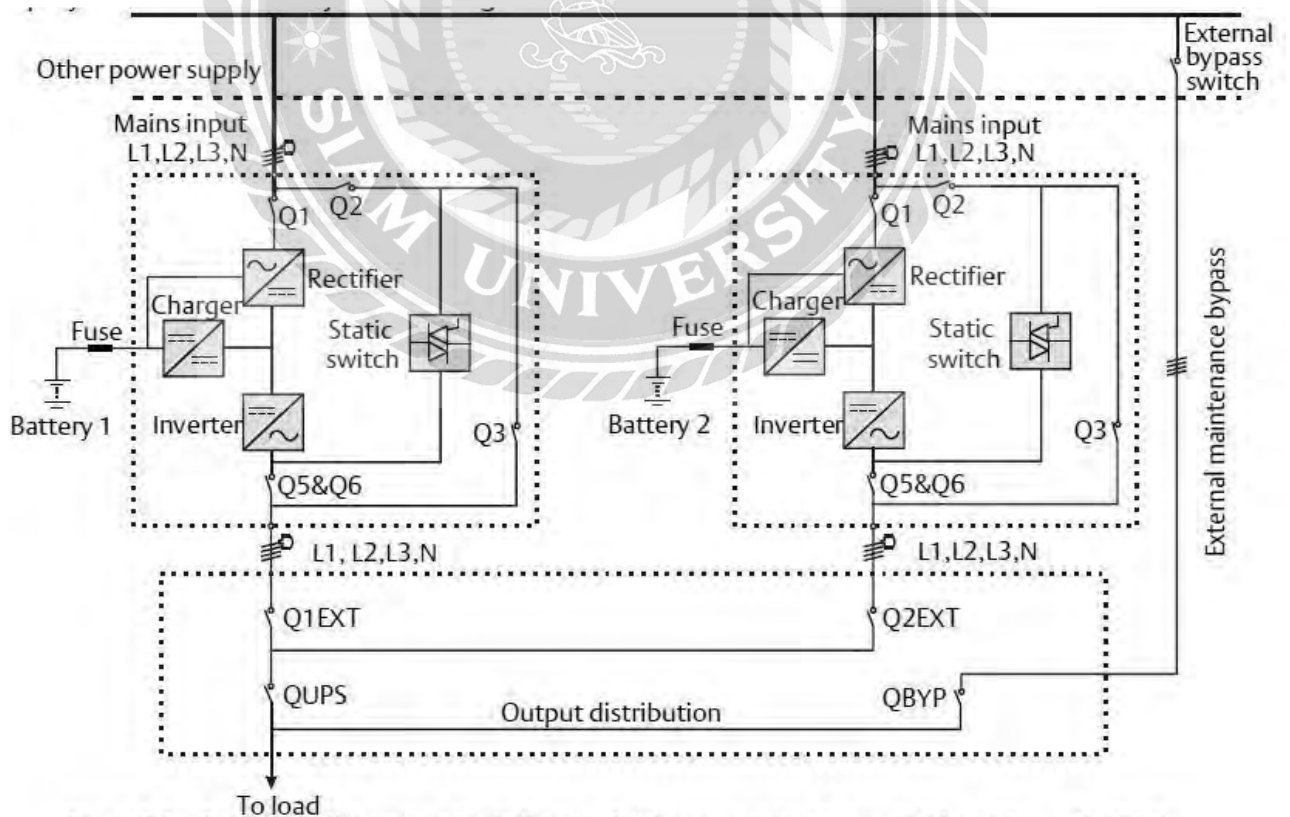 Other power supply
External
bypass
switch
Mains input
L1,L2,L3,N
Mains input
L1,L2,L3,N
SIAM UNIVERSITY
Q1
Q2
Q1
Q2
Rectifier
Rectifier
Charger
Charger
Fuse
Fuse
Static
switch
Static
switch
Battery 1
Inverter
Q3
Battery 2
Inverter
Q3
External maintenance bypass
Q5&Q6
Q5&Q6
L1, L2,L3,N
L1,L2,L3,N
Q1EXT
Q2EXT
QUPS
QBYP
Output distribution
To load